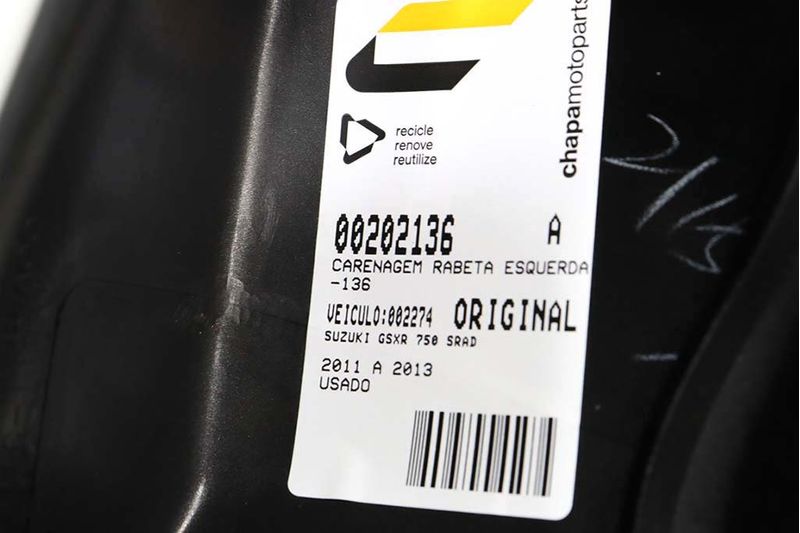 chapamotoparts
recicle
renove
reutilize
00202136 A
CARENAGEM RABETA ESQUERDA
-136
VEICULO:002274 ORIGINAL
SUZUKI GSXR 750 SRAD
2011 A 2013
USADO